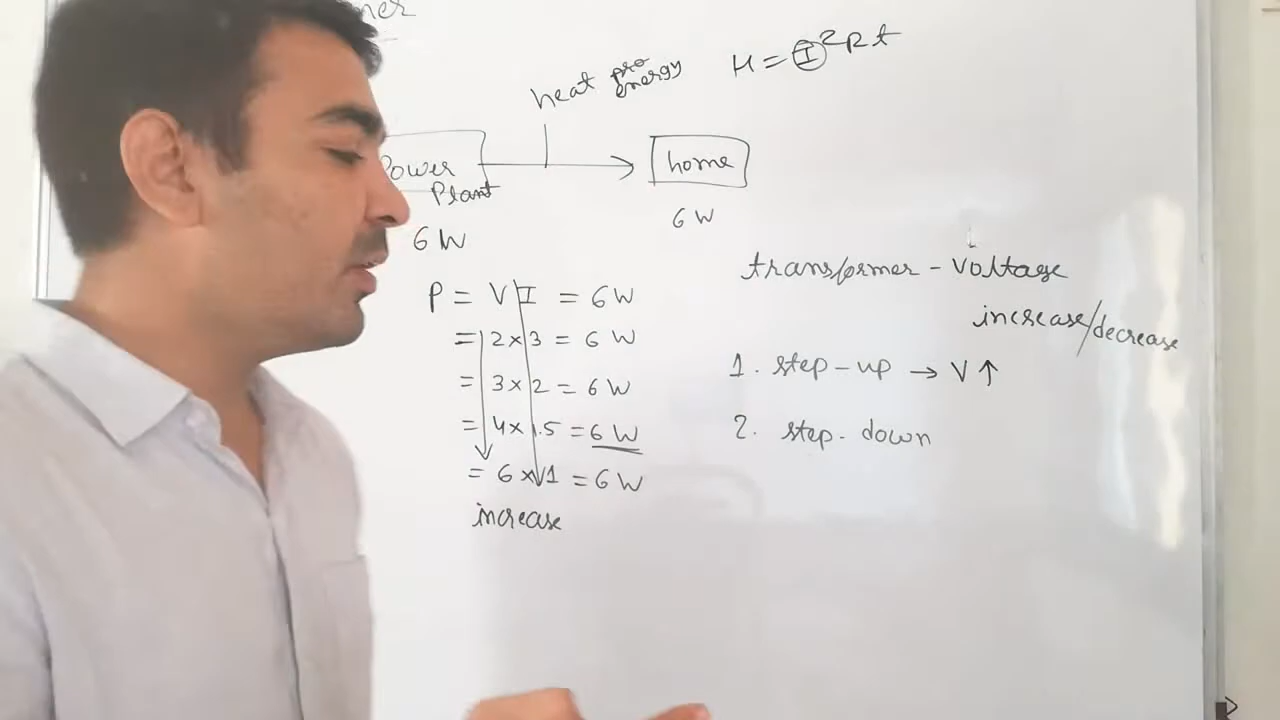 heat pro energy
H = I²Rt
Power Plant
home
6 W
6 W
P = V I = 6 W
= 2 × 3 = 6 W
= 3 × 2 = 6 W
= 4 × 1.5 = 6 W
= 6 × 1 = 6 W
increase
transformer - Voltage
increase/decrease
1. step-up → V ↑
2. step-down